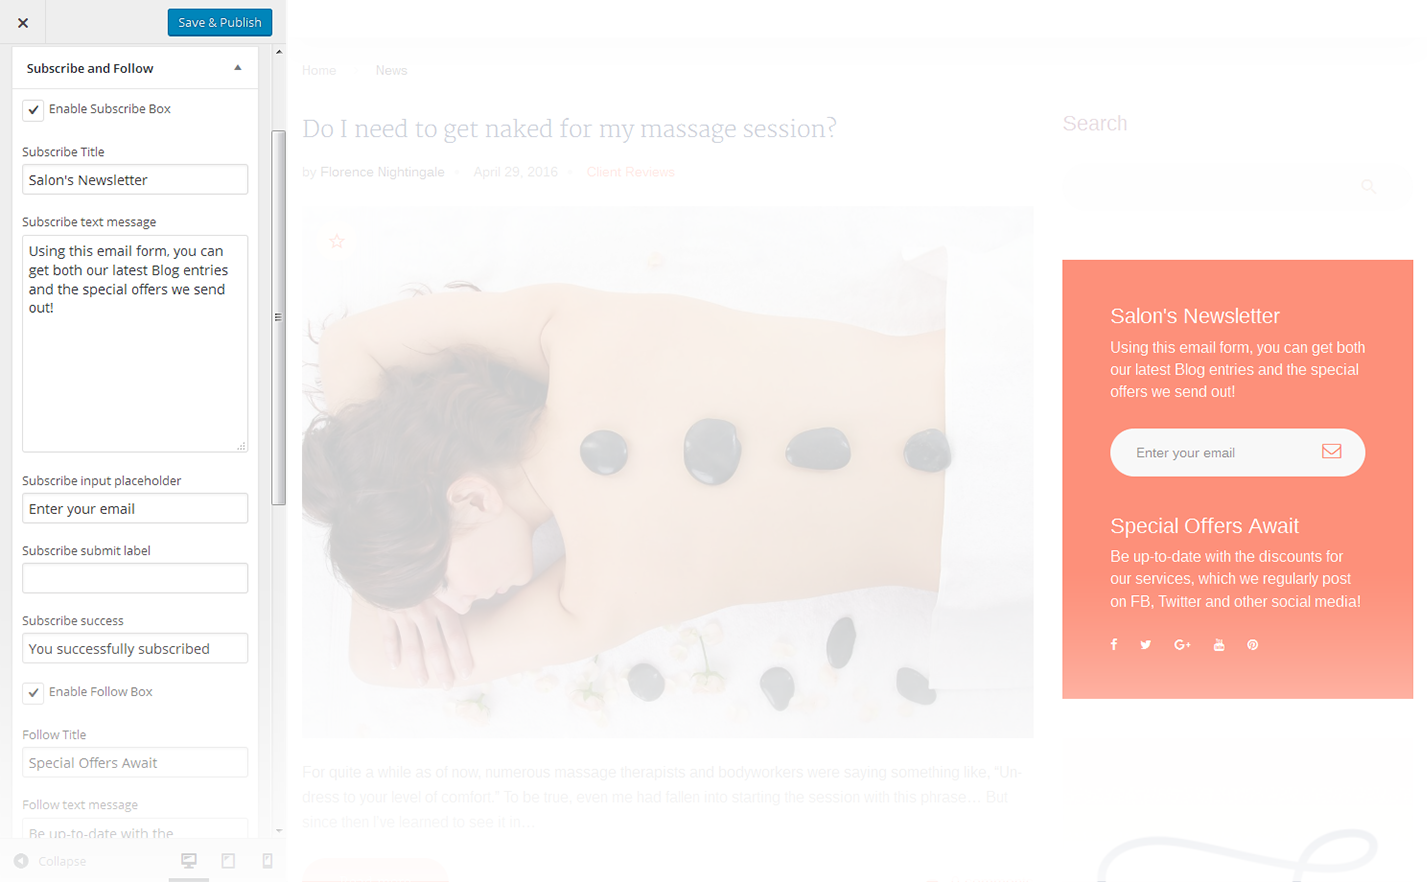 Save & Publish
Subscribe and Follow
Enable Subscribe Box
Subscribe Title
Salon's Newsletter
Subscribe text message
Using this email form, you can
get both our latest Blog entries
and the special offers we send
out!
Subscribe input placeholder
Enter your email
Subscribe submit label
Subscribe success
You successfully subscribed
Enable Follow Box
Follow Title
Special Offers Await
Follow text message
Be up-to-date with the
Collapse
Home
News
Do I need to get naked for my massage session?
by Florence Nightingale
April 29, 2016
Client Reviews
For quite a while as of now, numerous massage therapists and bodyworkers were saying something like, “Un-
dress to your level of comfort.” To be true, even me had fallen into starting the session with this phrase… But
since then I've learned to see it in…
Search
Salon's Newsletter
Using this email form, you can get both
our latest Blog entries and the special
offers we send out!
Enter your email
Special Offers Await
Be up-to-date with the discounts for
our services, which we regularly post
on FB, Twitter and other social media!